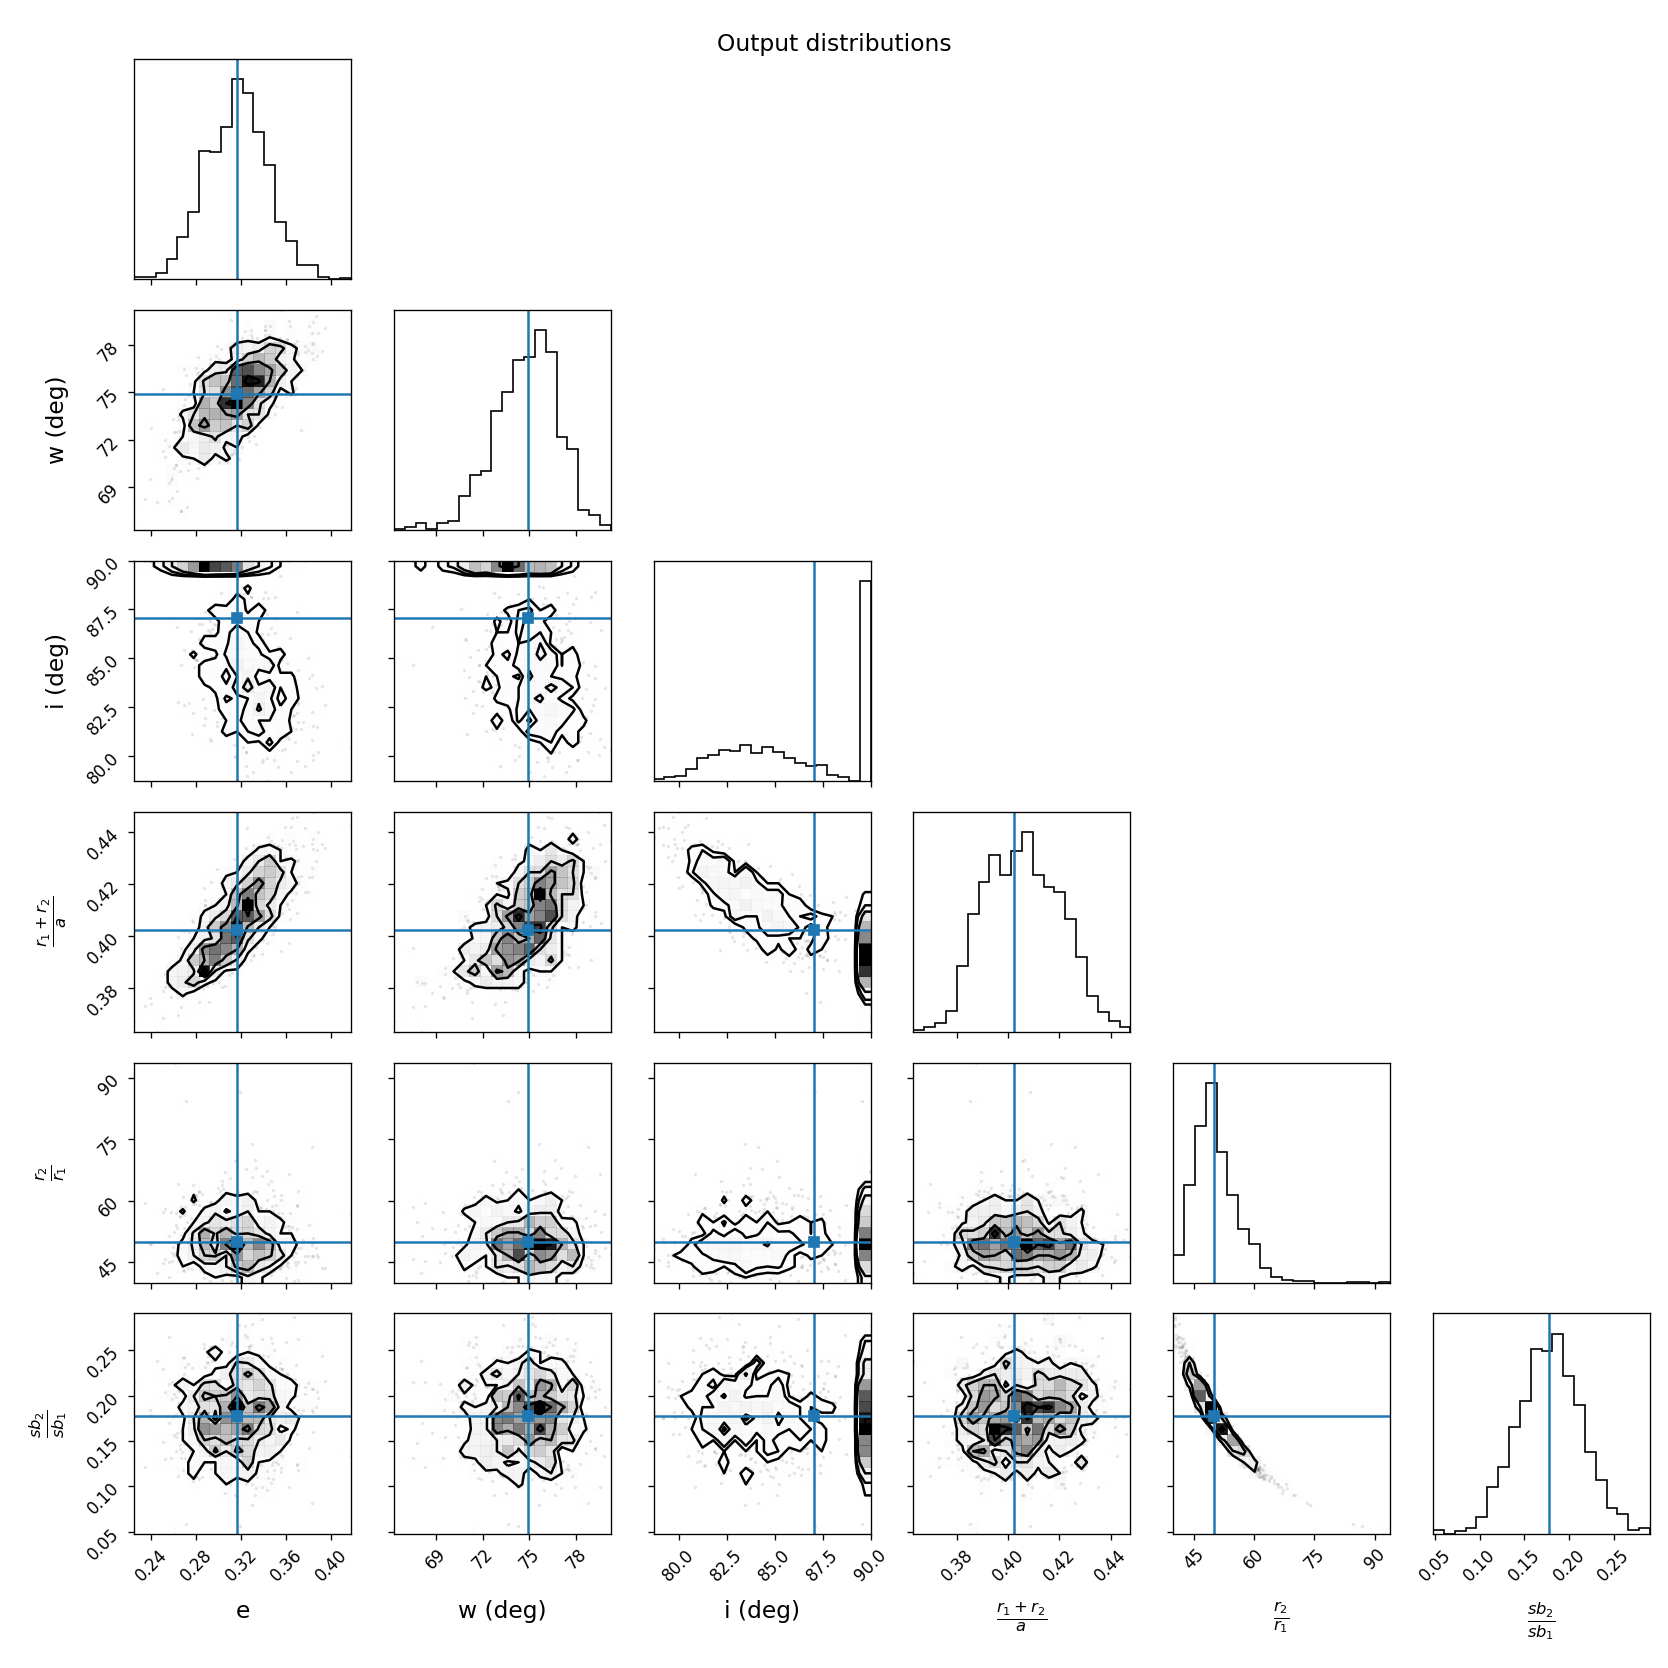 Output distributions
78
75
72
69
w (deg)
90.0
87.5
85.0
82.5
80.0
i (deg)
0.44
0.42
0.40
0.38
r₁ + r₂
a
90
75
60
45
r₂
r₁
0.25
0.20
0.15
0.10
0.05
sb₂
sb₁
0.24 0.28 0.32 0.36 0.40 69 72 75 78 80.0 82.5 85.0 87.5 90.0 0.38 0.40 0.42 0.44 45 60 75 90 0.05 0.10 0.15 0.20 0.25
e w (deg) i (deg) r₁ + r₂ r₂ sb₂
a r₁ sb₁